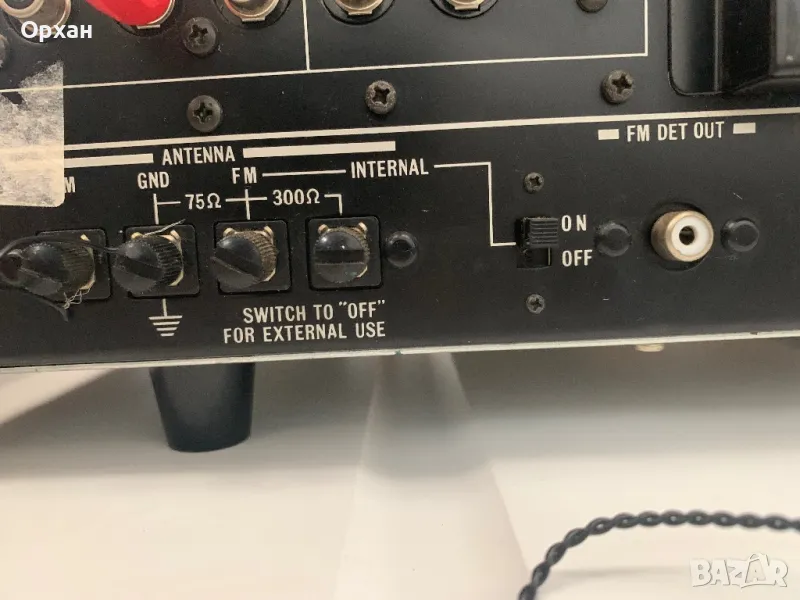 Орхан
ANTENNA
FM DET OUT
GND
FM
INTERNAL
75Ω
300Ω
ON
OFF
SWITCH TO "OFF"
FOR EXTERNAL USE
BAZAR